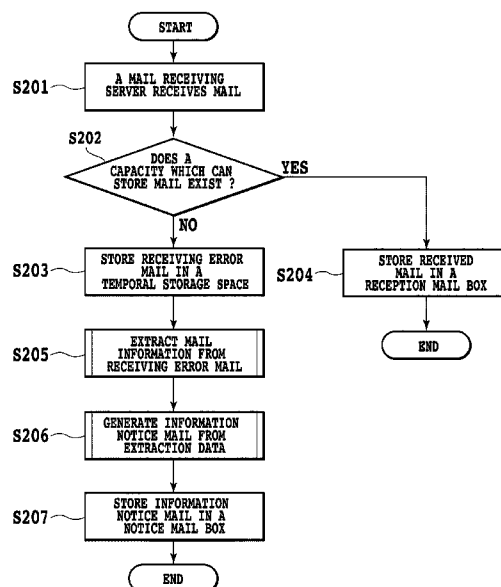 START
S201
A MAIL RECEIVING
SERVER RECEIVES MAIL
S202
DOES A
CAPACITY WHICH CAN
STORE MAIL EXIST ?
YES
NO
S203
STORE RECEIVING ERROR
MAIL IN A
TEMPORAL STORAGE SPACE
S204
STORE RECEIVED
MAIL IN A
RECEPTION MAIL BOX
END
S205
EXTRACT MAIL
INFORMATION FROM
RECEIVING ERROR MAIL
S206
GENERATE INFORMATION
NOTICE MAIL FROM
EXTRACTION DATA
S207
STORE INFORMATION
NOTICE MAIL IN A
NOTICE MAIL BOX
END